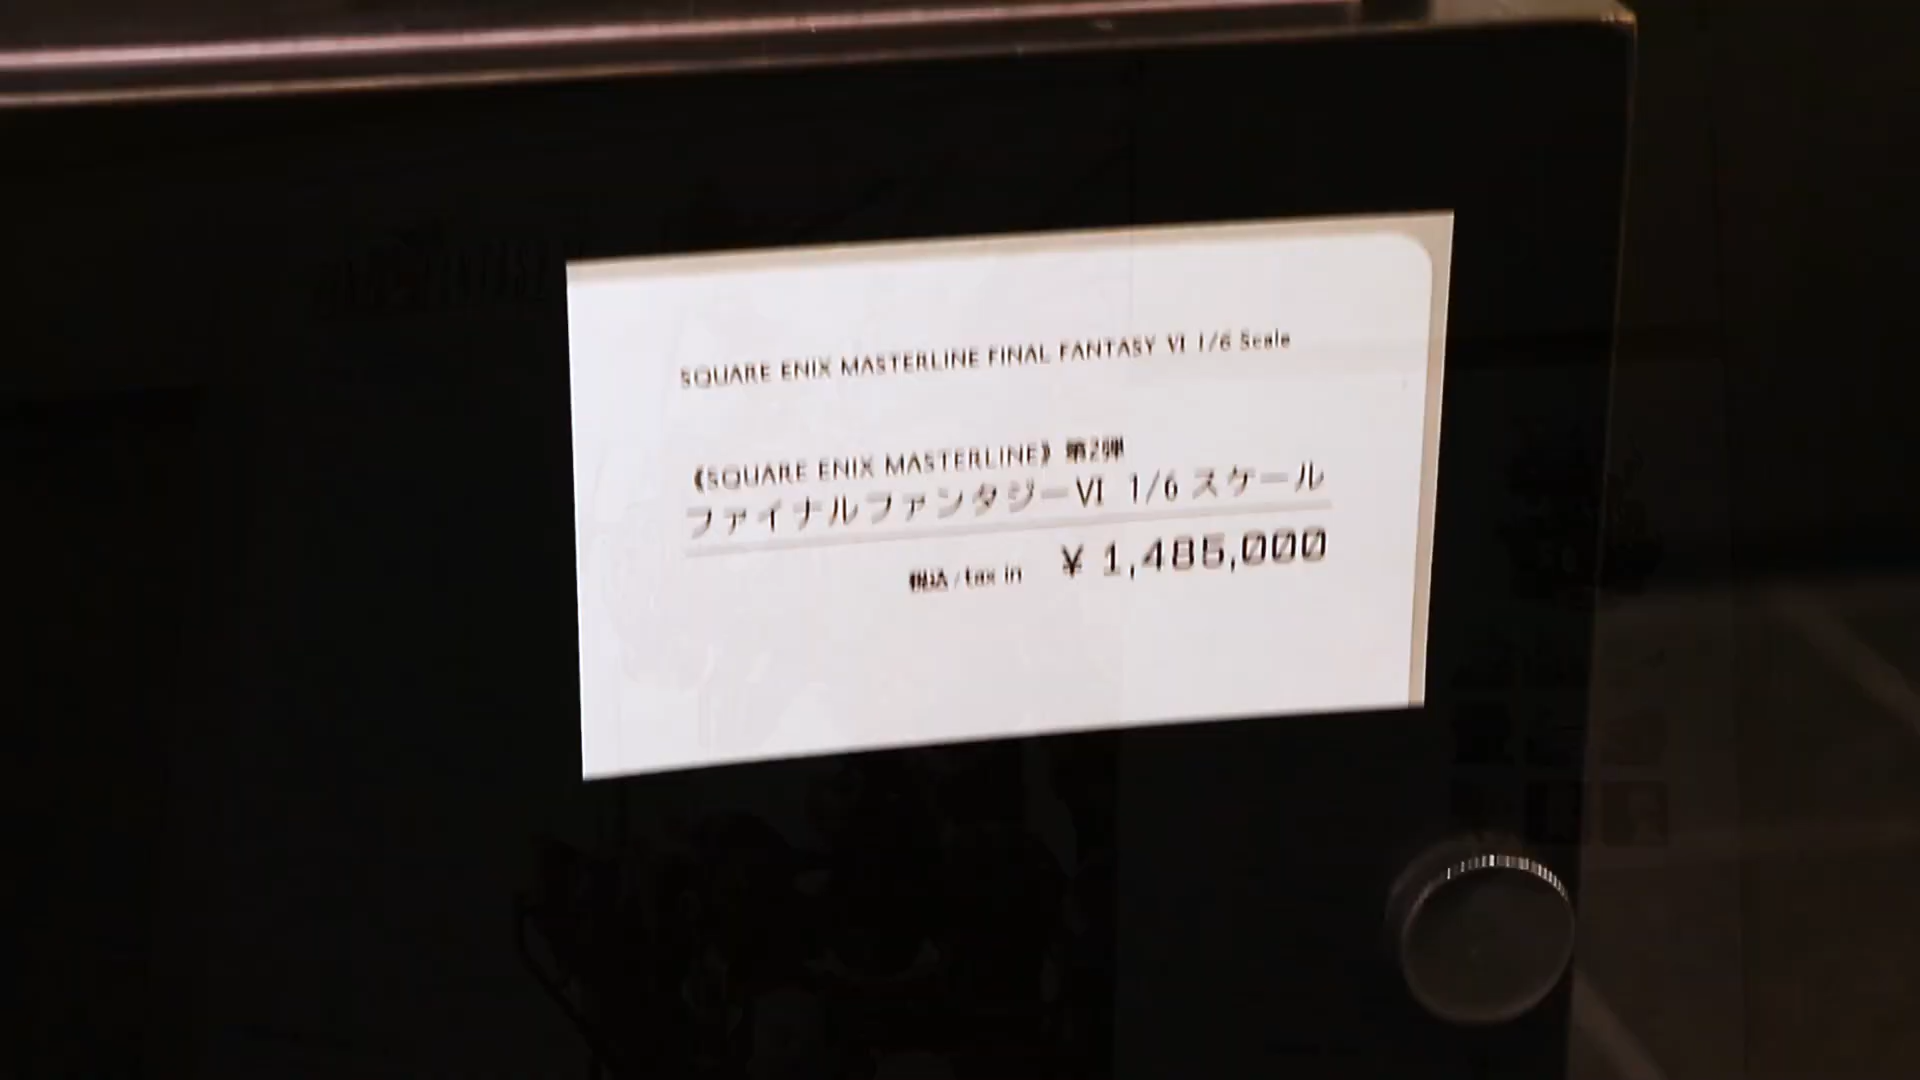 SQUARE ENIX MASTERLINE FINAL FANTASY VI 1/6 Scale
《SQUARE ENIX MASTERLINE》 第2弾
ファイナルファンタジーVI 1/6 スケール
税込 / tax in ¥ 1,485,000